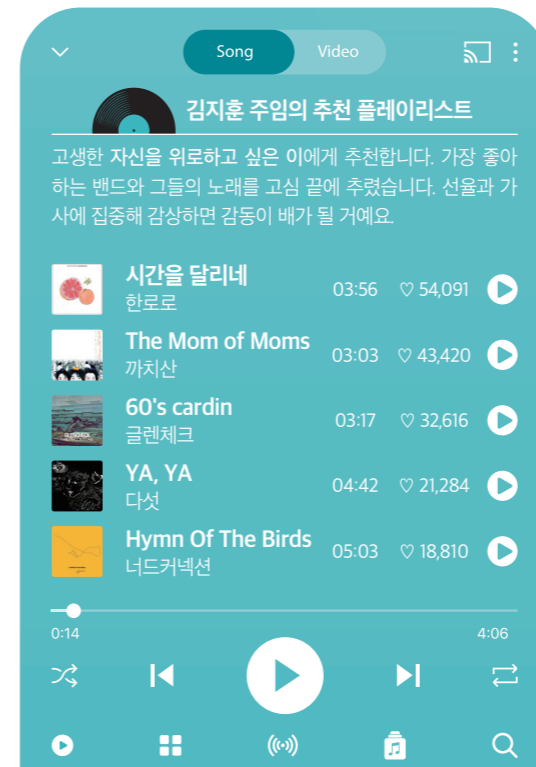 Song Video
김지훈 주임의 추천 플레이리스트
고생한 자신을 위로하고 싶은 이에게 추천합니다. 가장 좋아
하는 밴드와 그들의 노래를 고심 끝에 추렸습니다. 선율과 가
사에 집중해 감상하면 감동이 배가 될 거예요.
시간을 달리네
한로로
03:56 ♡ 54,091
The Mom of Moms
까치산
03:03 ♡ 43,420
60's cardin
글렌체크
03:17 ♡ 32,616
YA, YA
다섯
04:42 ♡ 21,284
Hymn Of The Birds
너드커넥션
05:03 ♡ 18,810
0:14 4:06